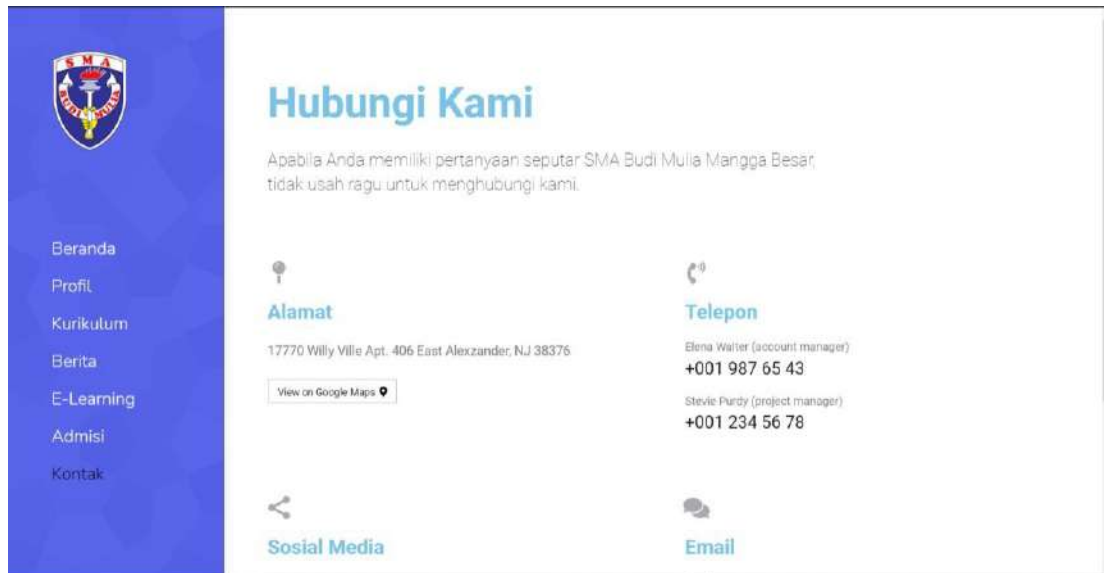 SMA
BUDI MULIA
Beranda
Profil
Kurikulum
Berita
E-Learning
Admisi
Kontak
Hubungi Kami
Apabila Anda memiliki pertanyaan seputar SMA Budi Mulia Mangga Besar,
tidak usah ragu untuk menghubungi kami.
Alamat
17770 Willy Ville Apt. 406 East Alexzander, NJ 38376
View on Google Maps
Telepon
Elena Walter (account manager)
+001 987 65 43
Stevie Purdy (project manager)
+001 234 56 78
Sosial Media
Email